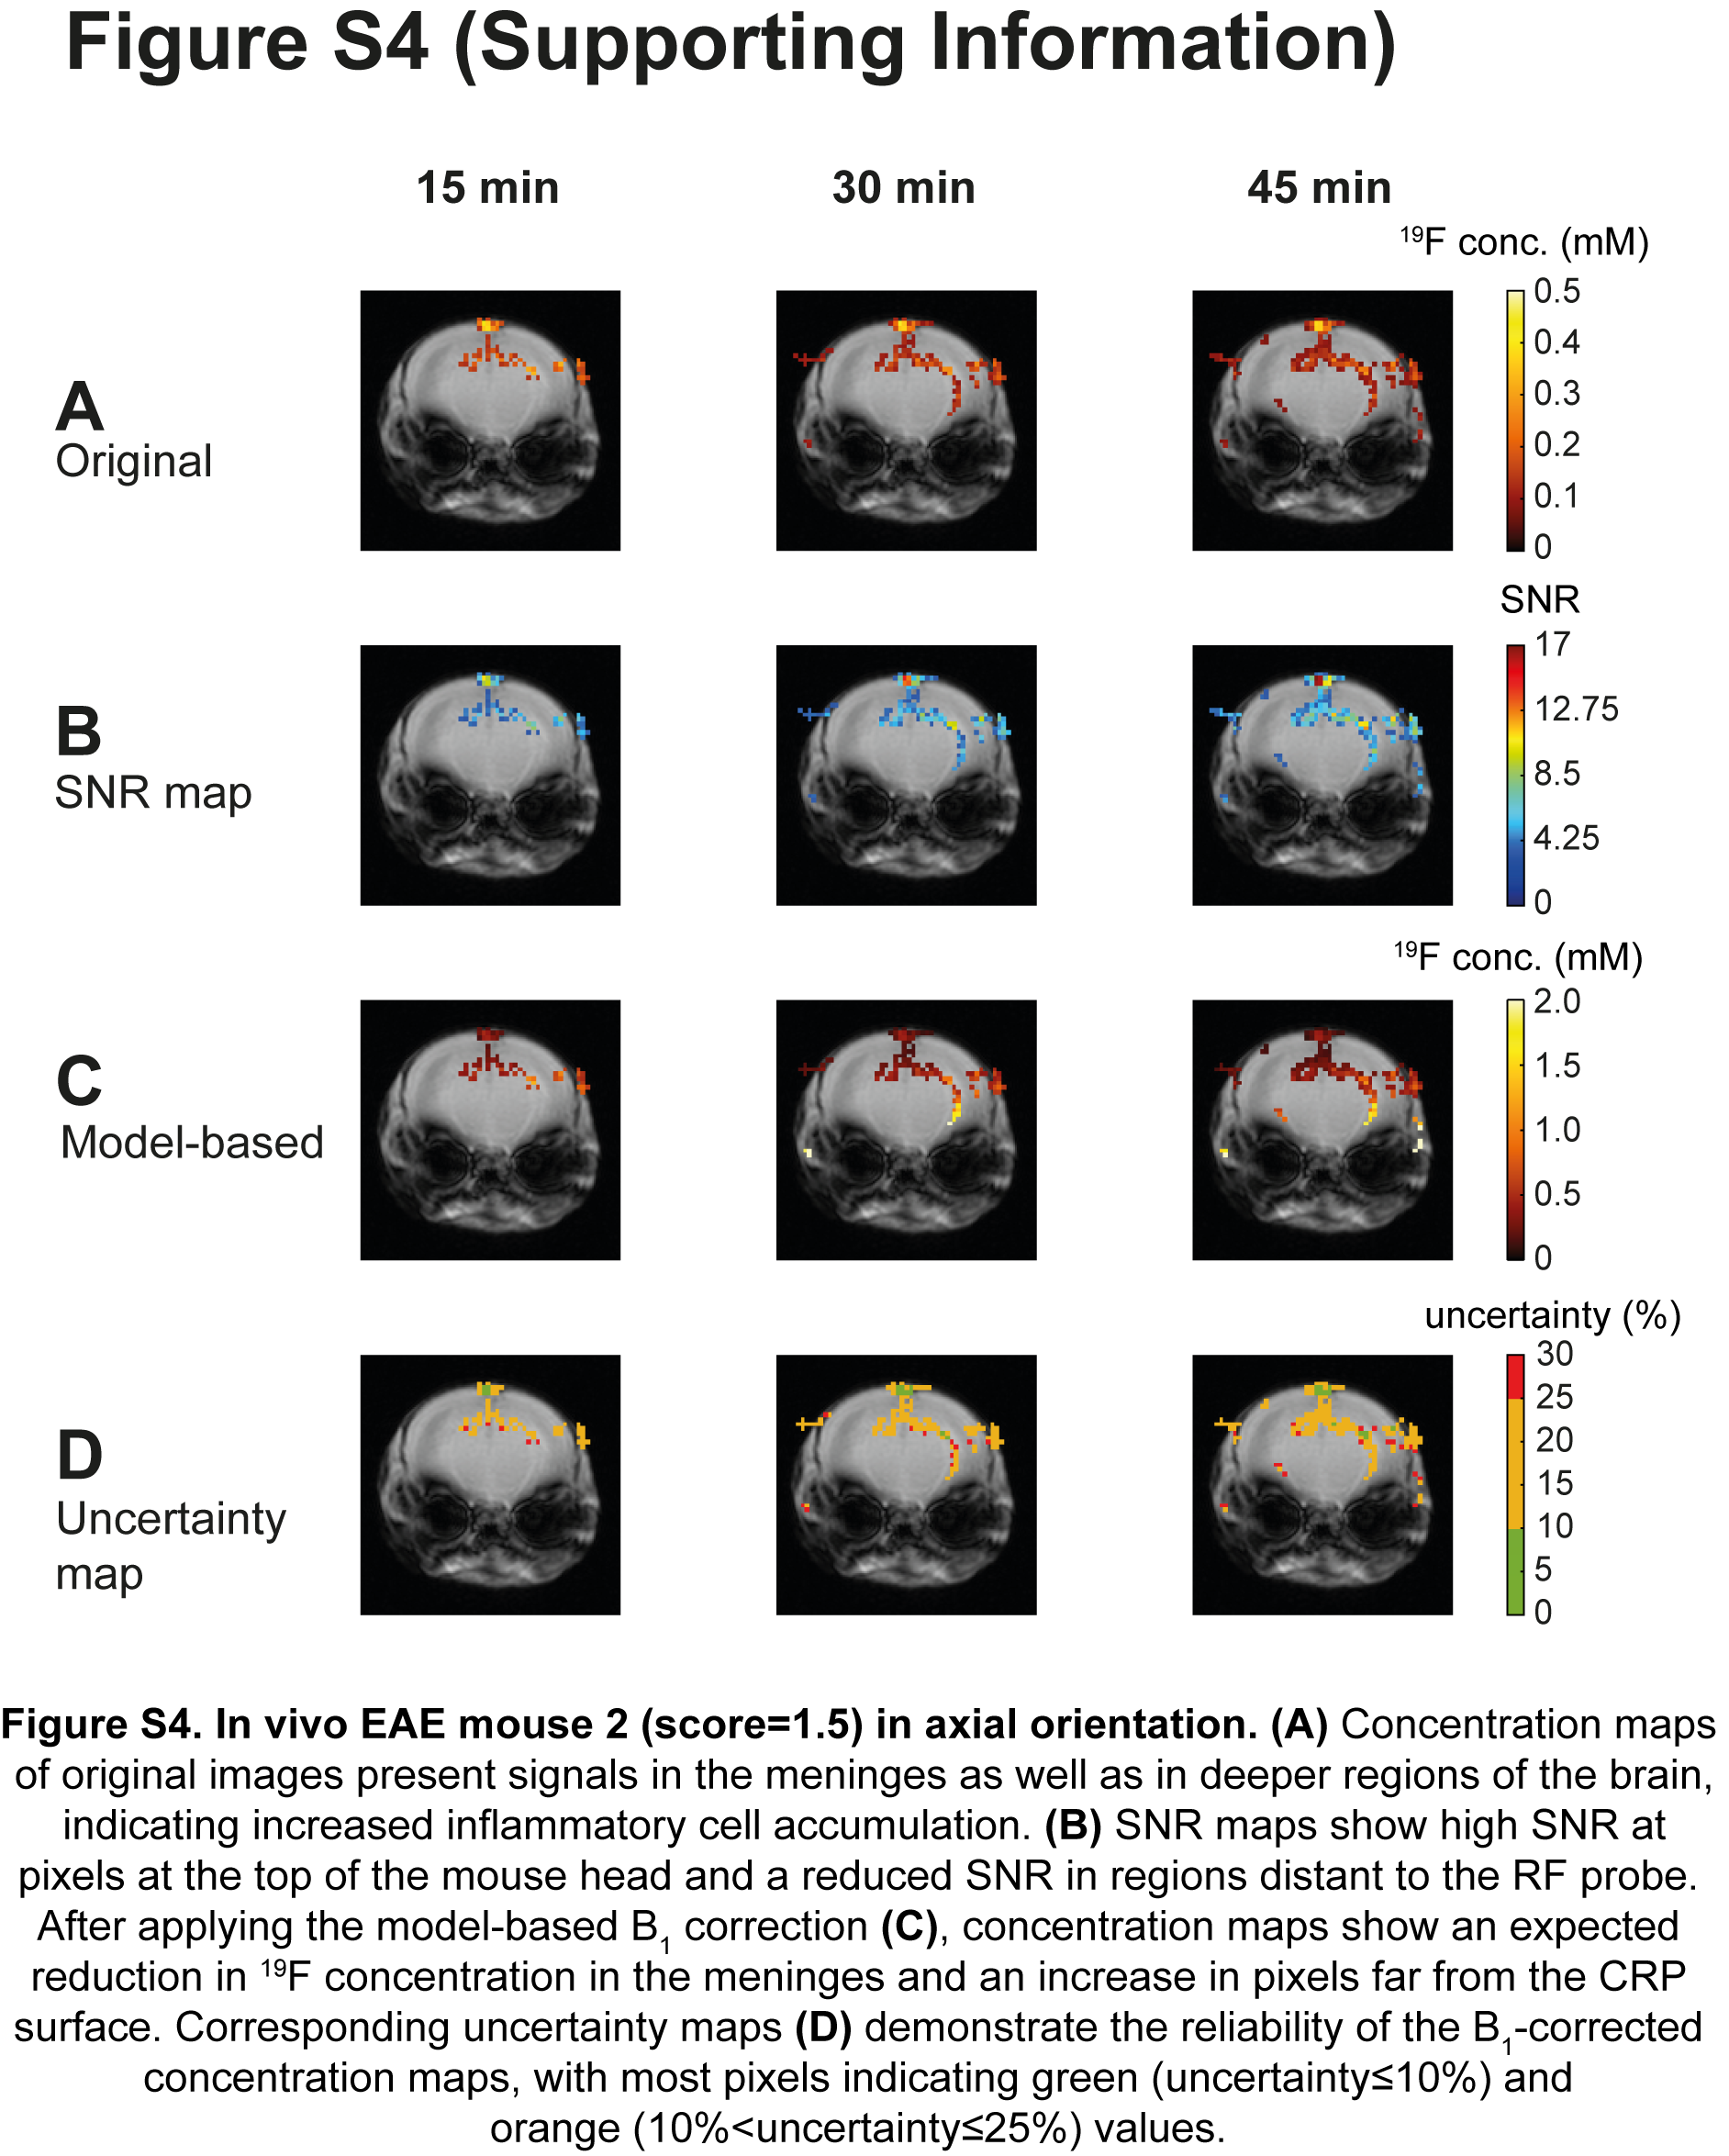 Figure S4 (Supporting Information)
15 min
30 min
45 min
¹⁹F conc. (mM)
A
Original
0.5
0.4
0.3
0.2
0.1
0
SNR
B
SNR map
17
12.75
8.5
4.25
0
¹⁹F conc. (mM)
C
Model-based
2.0
1.5
1.0
0.5
0
uncertainty (%)
D
Uncertainty
map
30
25
20
15
10
5
0
Figure S4. In vivo EAE mouse 2 (score=1.5) in axial orientation. (A) Concentration maps
of original images present signals in the meninges as well as in deeper regions of the brain,
indicating increased inflammatory cell accumulation. (B) SNR maps show high SNR at
pixels at the top of the mouse head and a reduced SNR in regions distant to the RF probe.
After applying the model-based B₁ correction (C), concentration maps show an expected
reduction in ¹⁹F concentration in the meninges and an increase in pixels far from the CRP
surface. Corresponding uncertainty maps (D) demonstrate the reliability of the B₁-corrected
concentration maps, with most pixels indicating green (uncertainty≤10%) and
orange (10%<uncertainty≤25%) values.